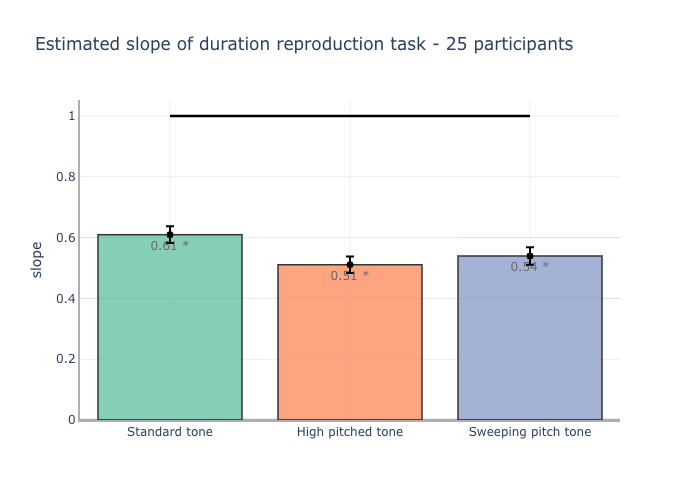 Estimated slope of duration reproduction task - 25 participants
1
0.8
0.6
0.4
0.2
0
slope
0.61 *
0.51 *
0.54 *
Standard tone
High pitched tone
Sweeping pitch tone